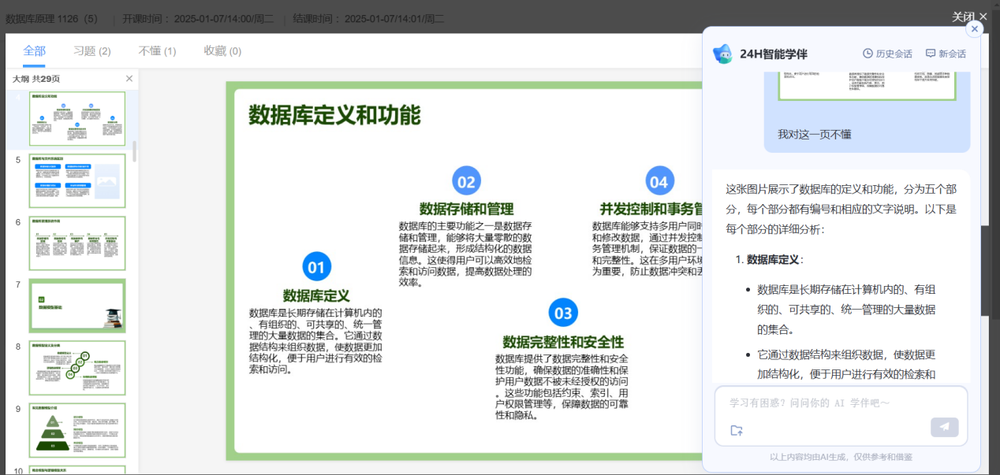 数据库原理 1126（5）
开课时间： 2025-01-07/14:00/周二
结课时间： 2025-01-07/14:01/周二
关闭
全部
习题 (2)
不懂 (1)
收藏 (0)
大纲 共29页
数据库定义和功能
5
6
7
8
9
10
数据库定义和功能
01
数据库定义
数据库是长期存储在计算机内的
、有组织的、可共享的、统一管
理的大量数据的集合。它通过数
据结构来组织数据，使数据更加
结构化，便于用户进行有效的检
索和访问。
02
数据存储和管理
数据库的主要功能之一是数据存
储和管理，能够将大量零散的数
据存储起来，形成结构化的数据
信息。这使得用户可以高效地检
索和访问数据，提高数据处理的
效率。
03
数据完整性和安全性
数据库提供了数据完整性和安全
性功能，确保数据的准确性和保
护用户数据不被未经授权的访问
。这些功能包括约束、索引、用
户权限管理等，保障数据的可靠
性和隐私。
04
并发控制和事务管
数据库能够支持多用户同时
和修改数据，通过并发控制
务管理机制，保证数据的一
和完整性。这在多用户环境
为重要，防止数据冲突和丢
24H智能学伴
历史会话
新会话
我对这一页不懂
这张图片展示了数据库的定义和功能，分为五个部
分，每个部分都有编号和相应的文字说明。以下是
每个部分的详细分析：
1. 数据库定义：
数据库是长期存储在计算机内的、有组
织的、可共享的、统一管理的大量数据
的集合。
它通过数据结构来组织数据，使数据更
加结构化，便于用户进行有效的检索和
学习有困惑？问问你的 AI 学伴吧～
以上内容均由AI生成，仅供参考和借鉴